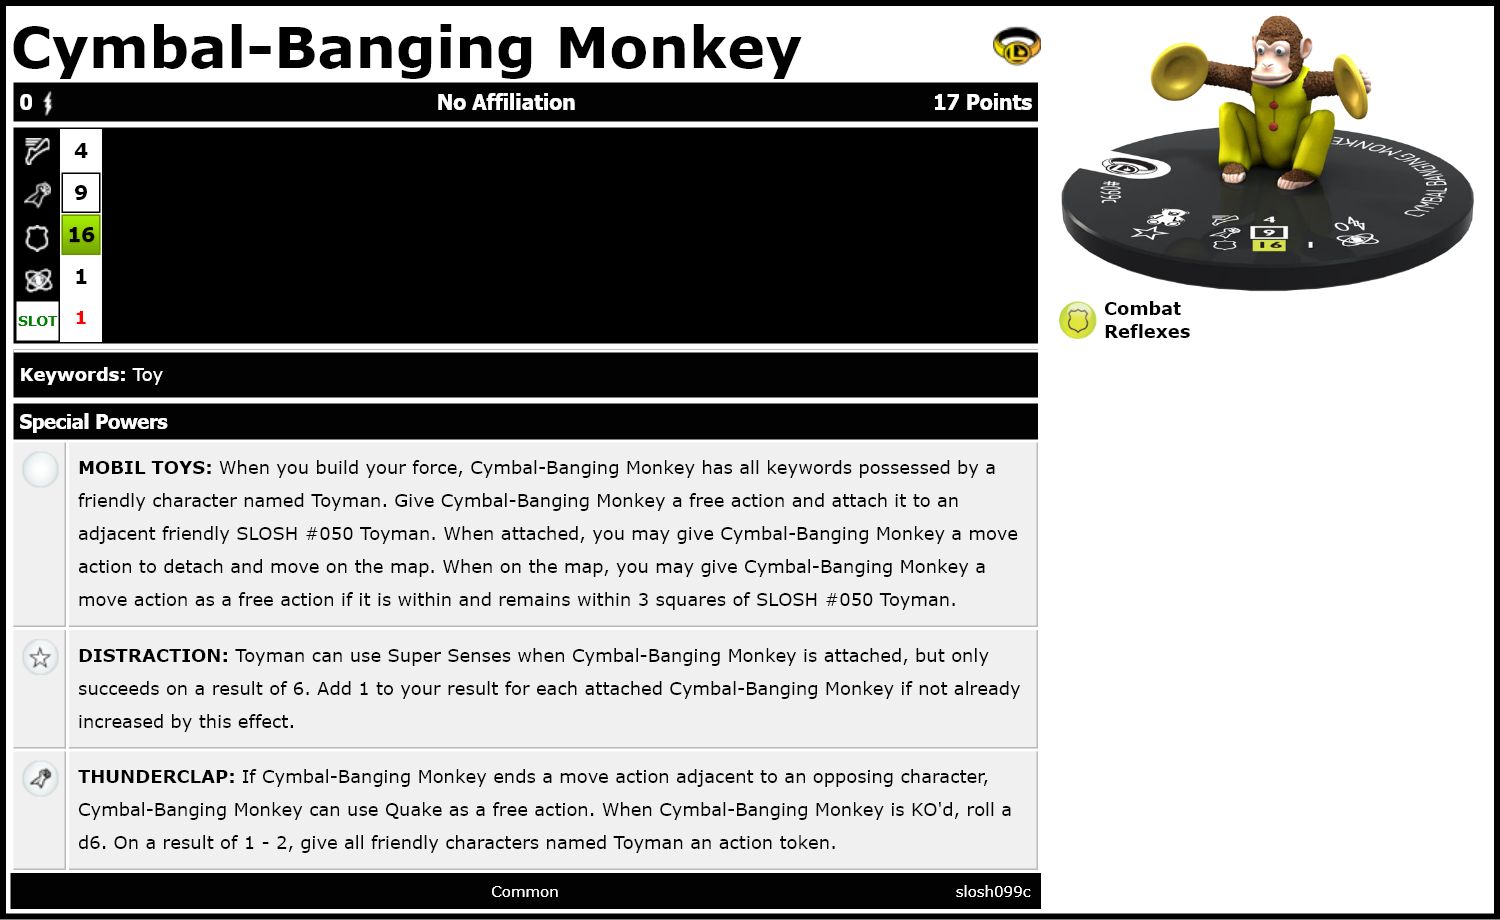 Cymbal-Banging Monkey
0 No Affiliation 17 Points
4
9
16
1
SLOT 1
Keywords: Toy
Special Powers
MOBIL TOYS: When you build your force, Cymbal-Banging Monkey has all keywords possessed by a
friendly character named Toyman. Give Cymbal-Banging Monkey a free action and attach it to an
adjacent friendly SLOSH #050 Toyman. When attached, you may give Cymbal-Banging Monkey a move
action to detach and move on the map. When on the map, you may give Cymbal-Banging Monkey a
move action as a free action if it is within and remains within 3 squares of SLOSH #050 Toyman.
DISTRACTION: Toyman can use Super Senses when Cymbal-Banging Monkey is attached, but only
succeeds on a result of 6. Add 1 to your result for each attached Cymbal-Banging Monkey if not already
increased by this effect.
THUNDERCLAP: If Cymbal-Banging Monkey ends a move action adjacent to an opposing character,
Cymbal-Banging Monkey can use Quake as a free action. When Cymbal-Banging Monkey is KO'd, roll a
d6. On a result of 1 - 2, give all friendly characters named Toyman an action token.
Common slosh099c
CYMBAL-BANGING MONKEY
#099c
4
9
16
1
0
Combat
Reflexes